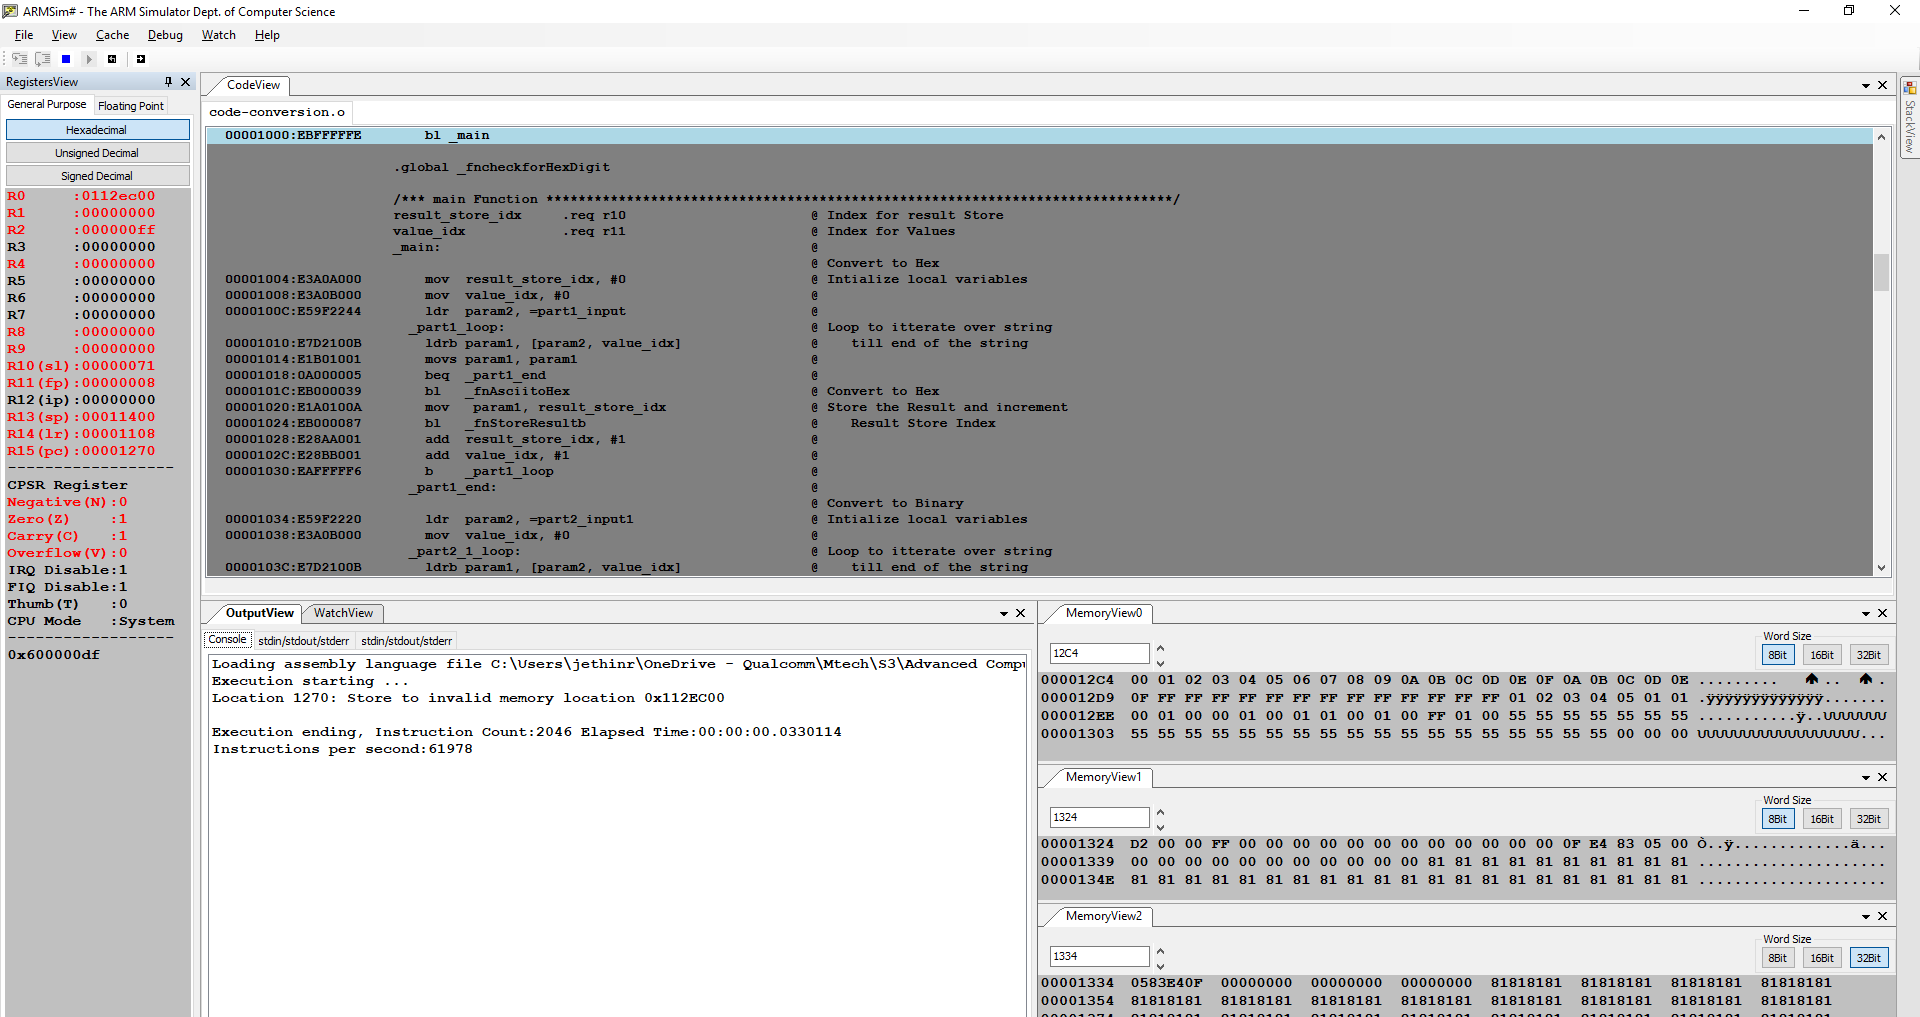 ARMSim# - The ARM Simulator Dept. of Computer Science
File View Cache Debug Watch Help
RegistersView
General Purpose Floating Point
Hexadecimal
Unsigned Decimal
Signed Decimal
R0 :0112ec00
R1 :00000000
R2 :000000ff
R3 :00000000
R4 :00000000
R5 :00000000
R6 :00000000
R7 :00000000
R8 :00000000
R9 :00000000
R10(sl):00000071
R11(fp):00000008
R12(ip):00000000
R13(sp):00011400
R14(lr):00001108
R15(pc):00001270
------------------
CPSR Register
Negative(N):0
Zero(Z) :1
Carry(C) :1
Overflow(V):0
IRQ Disable:1
FIQ Disable:1
Thumb(T) :0
CPU Mode :System
------------------
0x600000df
CodeView
code-conversion.o
00001000:EBFFFFFE bl _main
.global _fncheckforHexDigit
/*** main Function ******************************************************************************/
result_store_idx .req r10 @ Index for result Store
value_idx .req r11 @ Index for Values
_main: @
@ Convert to Hex
00001004:E3A0A000 mov result_store_idx, #0 @ Intialize local variables
00001008:E3A0B000 mov value_idx, #0 @
0000100C:E59F2244 ldr param2, =part1_input @
_part1_loop: @ Loop to itterate over string
00001010:E7D2100B ldrb param1, [param2, value_idx] @ till end of the string
00001014:E1B01001 movs param1, param1 @
00001018:0A000005 beq _part1_end @
0000101C:EB000039 bl _fnAsciitoHex @ Convert to Hex
00001020:E1A0100A mov param1, result_store_idx @ Store the Result and increment
00001024:EB000087 bl _fnStoreResultb @ Result Store Index
00001028:E28AA001 add result_store_idx, #1 @
0000102C:E28BB001 add value_idx, #1 @
00001030:EAFFFFF6 b _part1_loop @
_part1_end: @
@ Convert to Binary
00001034:E59F2220 ldr param2, =part2_input1 @ Intialize local variables
00001038:E3A0B000 mov value_idx, #0 @
_part2_1_loop: @ Loop to itterate over string
0000103C:E7D2100B ldrb param1, [param2, value_idx] @ till end of the string
StackView
OutputView WatchView
Console stdin/stdout/stderr stdin/stdout/stderr
Loading assembly language file C:\Users\jethinr\OneDrive - Qualcomm\Mtech\S3\Advanced Compu
Execution starting ...
Location 1270: Store to invalid memory location 0x112EC00
Execution ending, Instruction Count:2046 Elapsed Time:00:00:00.0330114
Instructions per second:61978
MemoryView0
12C4
Word Size
8Bit 16Bit 32Bit
000012C4 00 01 02 03 04 05 06 07 08 09 0A 0B 0C 0D 0E 0F 0A 0B 0C 0D 0E
000012D9 0F FF FF FF FF FF FF FF FF FF FF FF FF FF 01 02 03 04 05 01 01 .ÿÿÿÿÿÿÿÿÿÿÿÿÿ.......
000012EE 00 01 00 00 01 00 01 01 00 01 00 FF 01 00 55 55 55 55 55 55 55 ...........ÿ..UUUUUUU
00001303 55 55 55 55 55 55 55 55 55 55 55 55 55 55 55 55 55 55 00 00 00 UUUUUUUUUUUUUUUUUU...
MemoryView1
1324
Word Size
8Bit 16Bit 32Bit
00001324 D2 00 00 FF 00 00 00 00 00 00 00 00 00 00 00 00 0F E4 83 05 00 Ò..ÿ.............ä...
00001339 00 00 00 00 00 00 00 00 00 00 00 81 81 81 81 81 81 81 81 81 81 .....................
0000134E 81 81 81 81 81 81 81 81 81 81 81 81 81 81 81 81 81 81 81 81 81 .....................
MemoryView2
1334
Word Size
8Bit 16Bit 32Bit
00001334 0583E40F 00000000 00000000 00000000 81818181 81818181 81818181 81818181
00001354 81818181 81818181 81818181 81818181 81818181 81818181 81818181 81818181